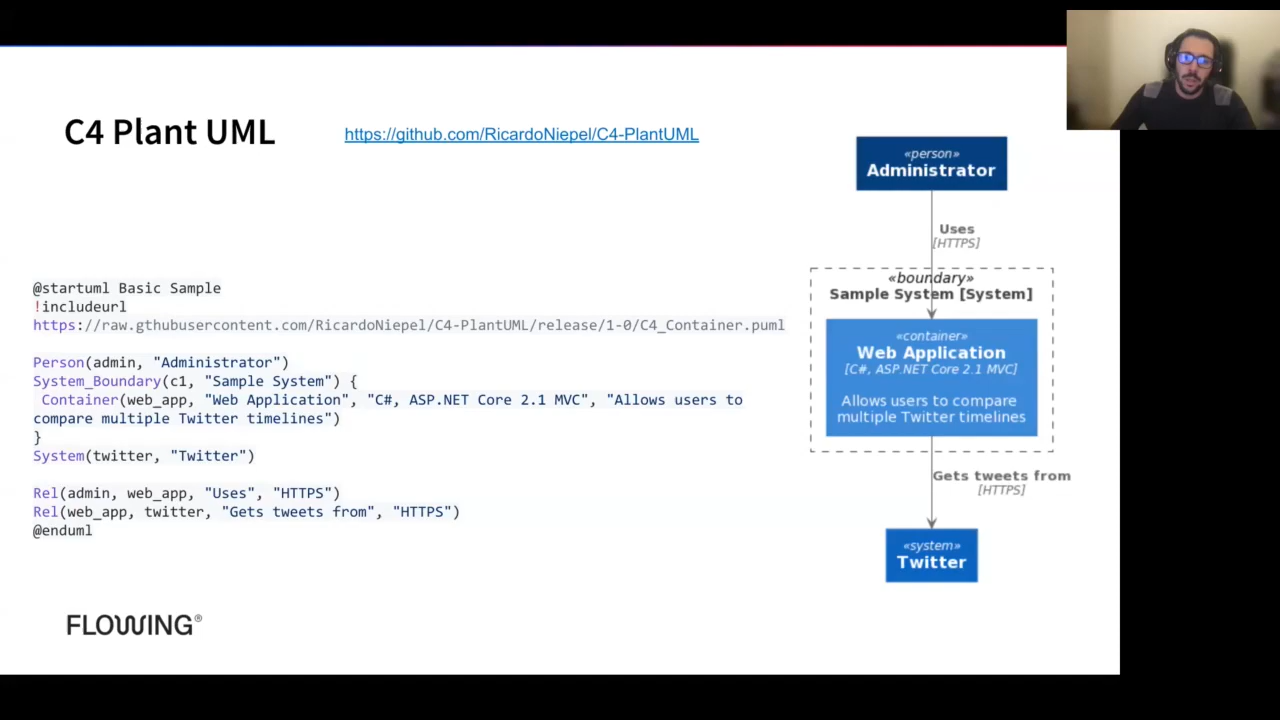 C4 Plant UML
https://github.com/RicardoNiepel/C4-PlantUML
@startuml Basic Sample
!includeurl
https://raw.gthubusercontent.com/RicardoNiepel/C4-PlantUML/release/1-0/C4_Container.puml
Person(admin, "Administrator")
System_Boundary(c1, "Sample System") {
Container(web_app, "Web Application", "C#, ASP.NET Core 2.1 MVC", "Allows users to
compare multiple Twitter timelines")
}
System(twitter, "Twitter")
Rel(admin, web_app, "Uses", "HTTPS")
Rel(web_app, twitter, "Gets tweets from", "HTTPS")
@enduml
«person»
Administrator
Uses
[HTTPS]
«boundary»
Sample System [System]
«container»
Web Application
[C#, ASP.NET Core 2.1 MVC]
Allows users to compare
multiple Twitter timelines
Gets tweets from
[HTTPS]
«system»
Twitter
FLOWING®